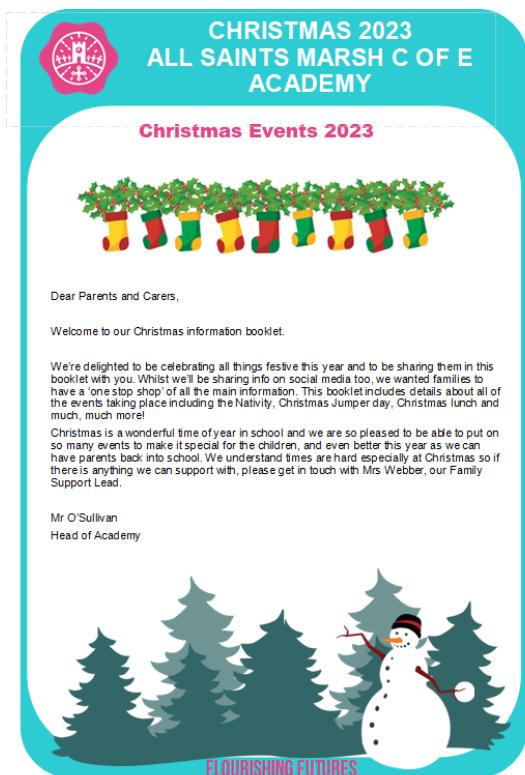 CHRISTMAS 2023
ALL SAINTS MARSH C OF E
ACADEMY
Christmas Events 2023
Dear Parents and Carers,
Welcome to our Christmas information booklet.
We're delighted to be celebrating all things festive this year and to be sharing them in this
booklet with you. Whilst we'll be sharing info on social media too, we wanted families to
have a 'one stop shop' of all the main information. This booklet includes details about all of
the events taking place including the Nativity, Christmas Jumper day, Christmas lunch and
much, much more!
Christmas is a wonderful time of year in school and we are so pleased to be able to put on
so many events to make it special for the children, and even better this year as we can
have parents back into school. We understand times are hard especially at Christmas so if
there is anything we can support with, please get in touch with Mrs Webber, our Family
Support Lead.
Mr O'Sullivan
Head of Academy
FLOURISHING FUTURES